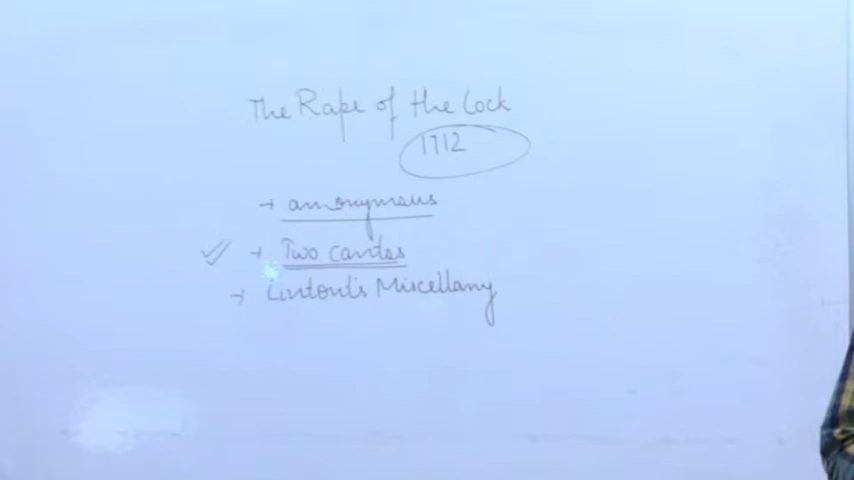 The Rape of the Lock
1712
→ anonymous
✓ → Two cantos
→ Lintont's Miscellany